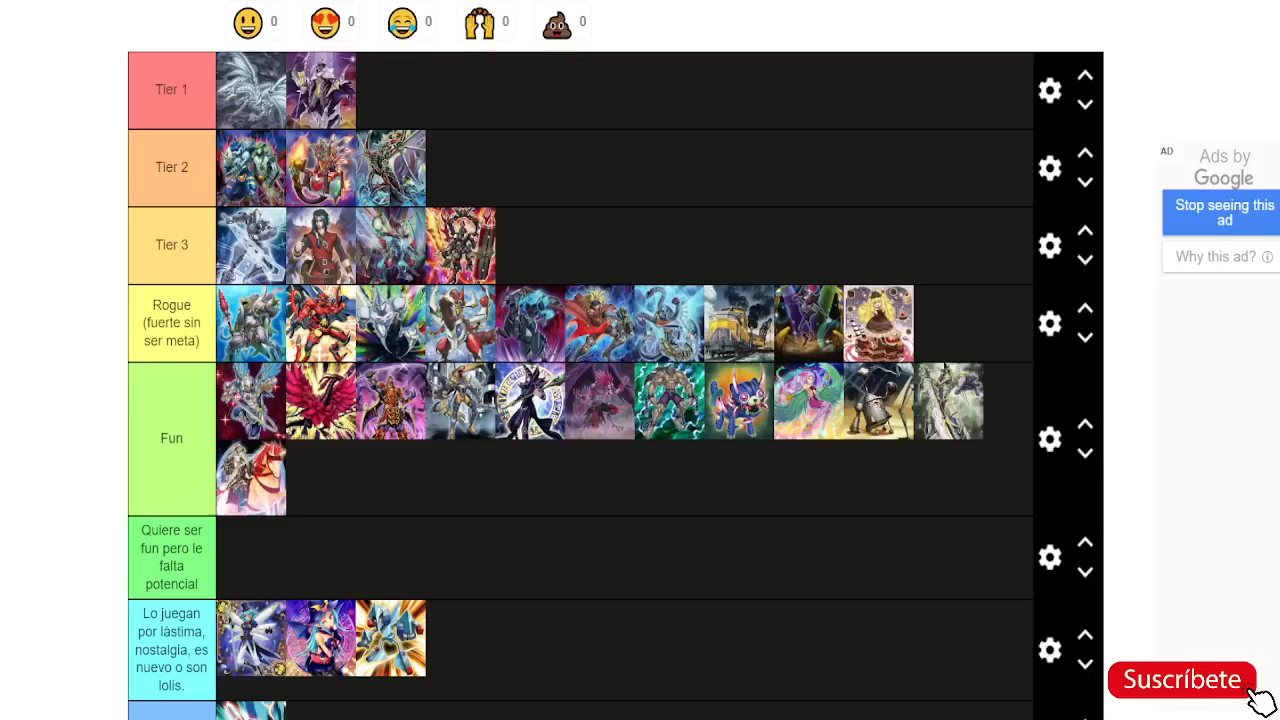 0
0
0
0
0
Tier 1
Tier 2
Tier 3
Rogue
(fuerte sin
ser meta)
Fun
Quiere ser
fun pero le
falta
potencial
Lo juegan
por lástima,
nostalgia, es
nuevo o son
lolis.
AD
Ads by
Google
Stop seeing this
ad
Why this ad?
Suscríbete